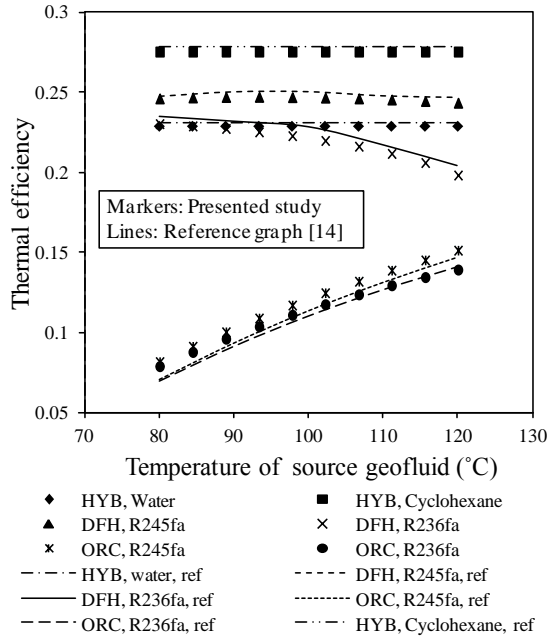 0.3
0.25
0.2
0.15
0.1
0.05
Thermal efficiency
Markers: Presented study
Lines: Reference graph [14]
70 80 90 100 110 120 130
Temperature of source geofluid (˚C)
HYB, Water HYB, Cyclohexane
DFH, R245fa DFH, R236fa
ORC, R245fa ORC, R236fa
HYB, water, ref DFH, R245fa, ref
DFH, R236fa, ref ORC, R245fa, ref
ORC, R236fa, ref HYB, Cyclohexane, ref